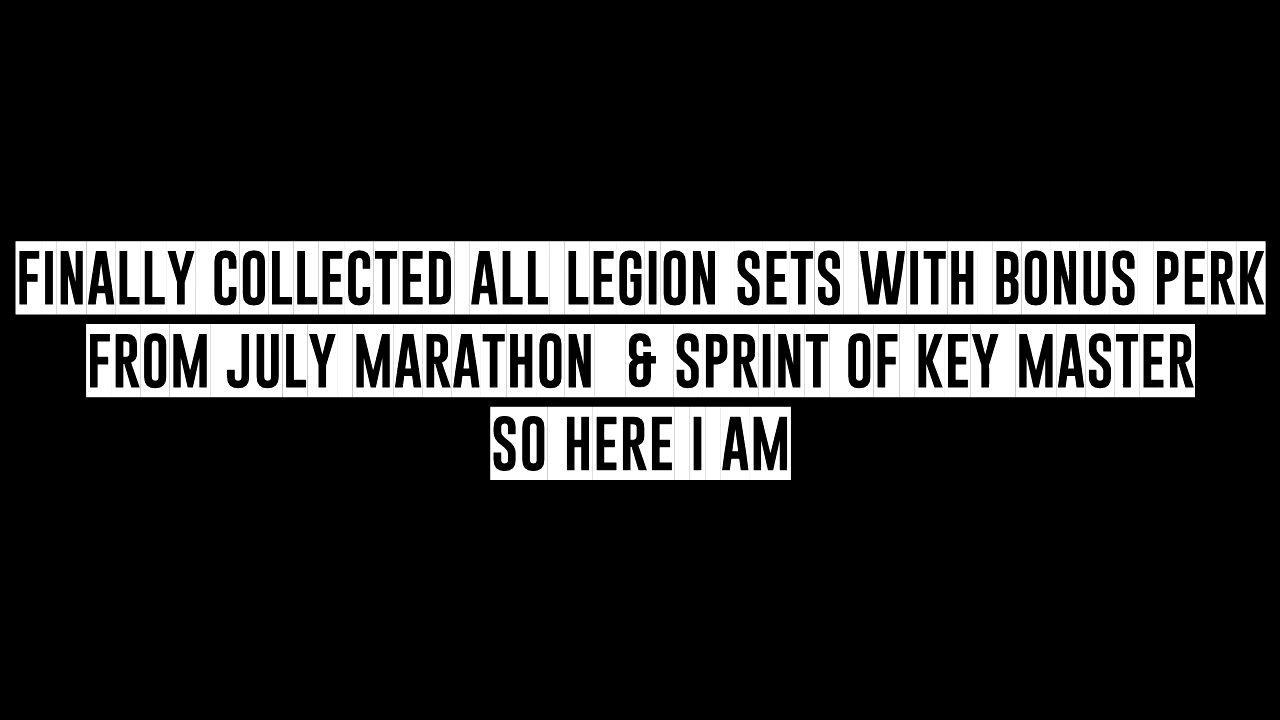 FINALLY COLLECTED ALL LEGION SETS WITH BONUS PERK
FROM JULY MARATHON & SPRINT OF KEY MASTER
SO HERE I AM